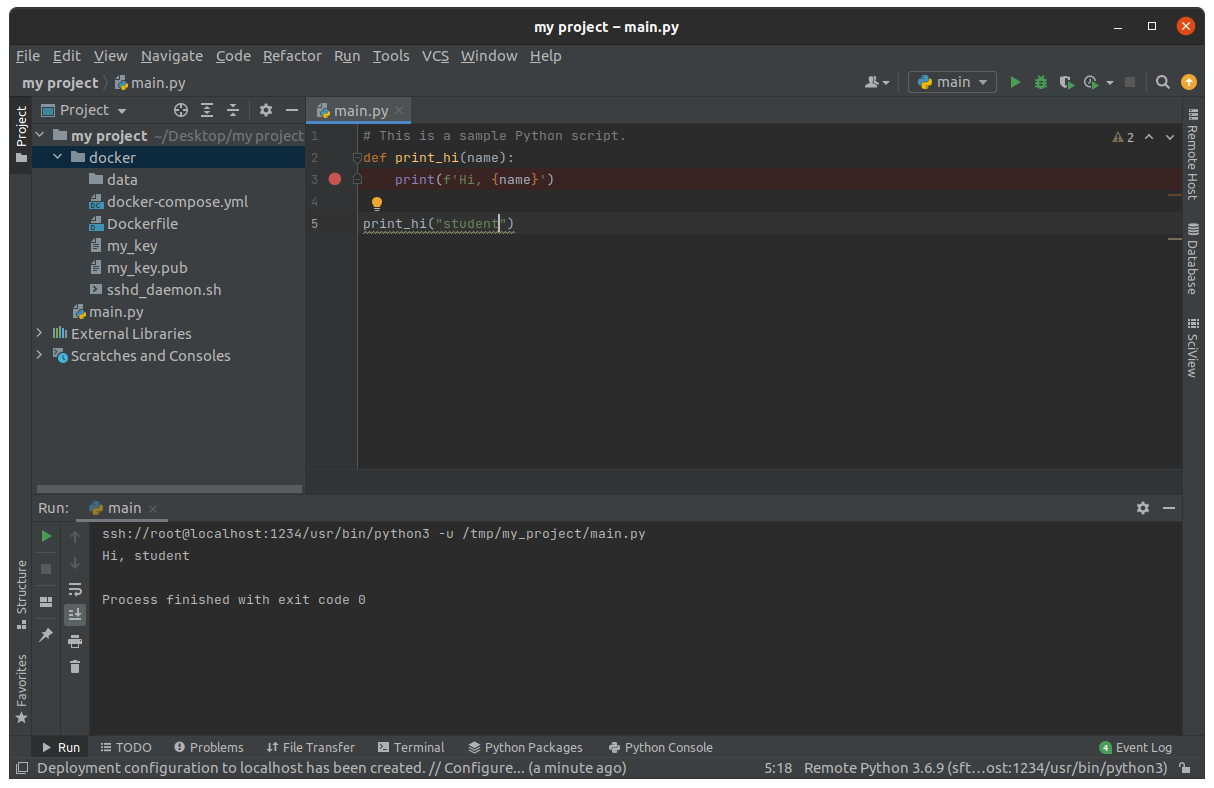 my project – main.py
File Edit View Navigate Code Refactor Run Tools VCS Window Help
my project main.py
main
Project
Project
my project ~/Desktop/my project
docker
data
docker-compose.yml
Dockerfile
my_key
my_key.pub
sshd_daemon.sh
main.py
External Libraries
Scratches and Consoles
main.py
1 # This is a sample Python script.
2 def print_hi(name):
3 print(f'Hi, {name}')
4
5 print_hi("student")
2
Remote Host
Database
SciView
Run: main
ssh://root@localhost:1234/usr/bin/python3 -u /tmp/my_project/main.py
Hi, student
Process finished with exit code 0
Structure
Favorites
Run TODO Problems File Transfer Terminal Python Packages Python Console 4 Event Log
Deployment configuration to localhost has been created. // Configure... (a minute ago) 5:18 Remote Python 3.6.9 (sft...ost:1234/usr/bin/python3)